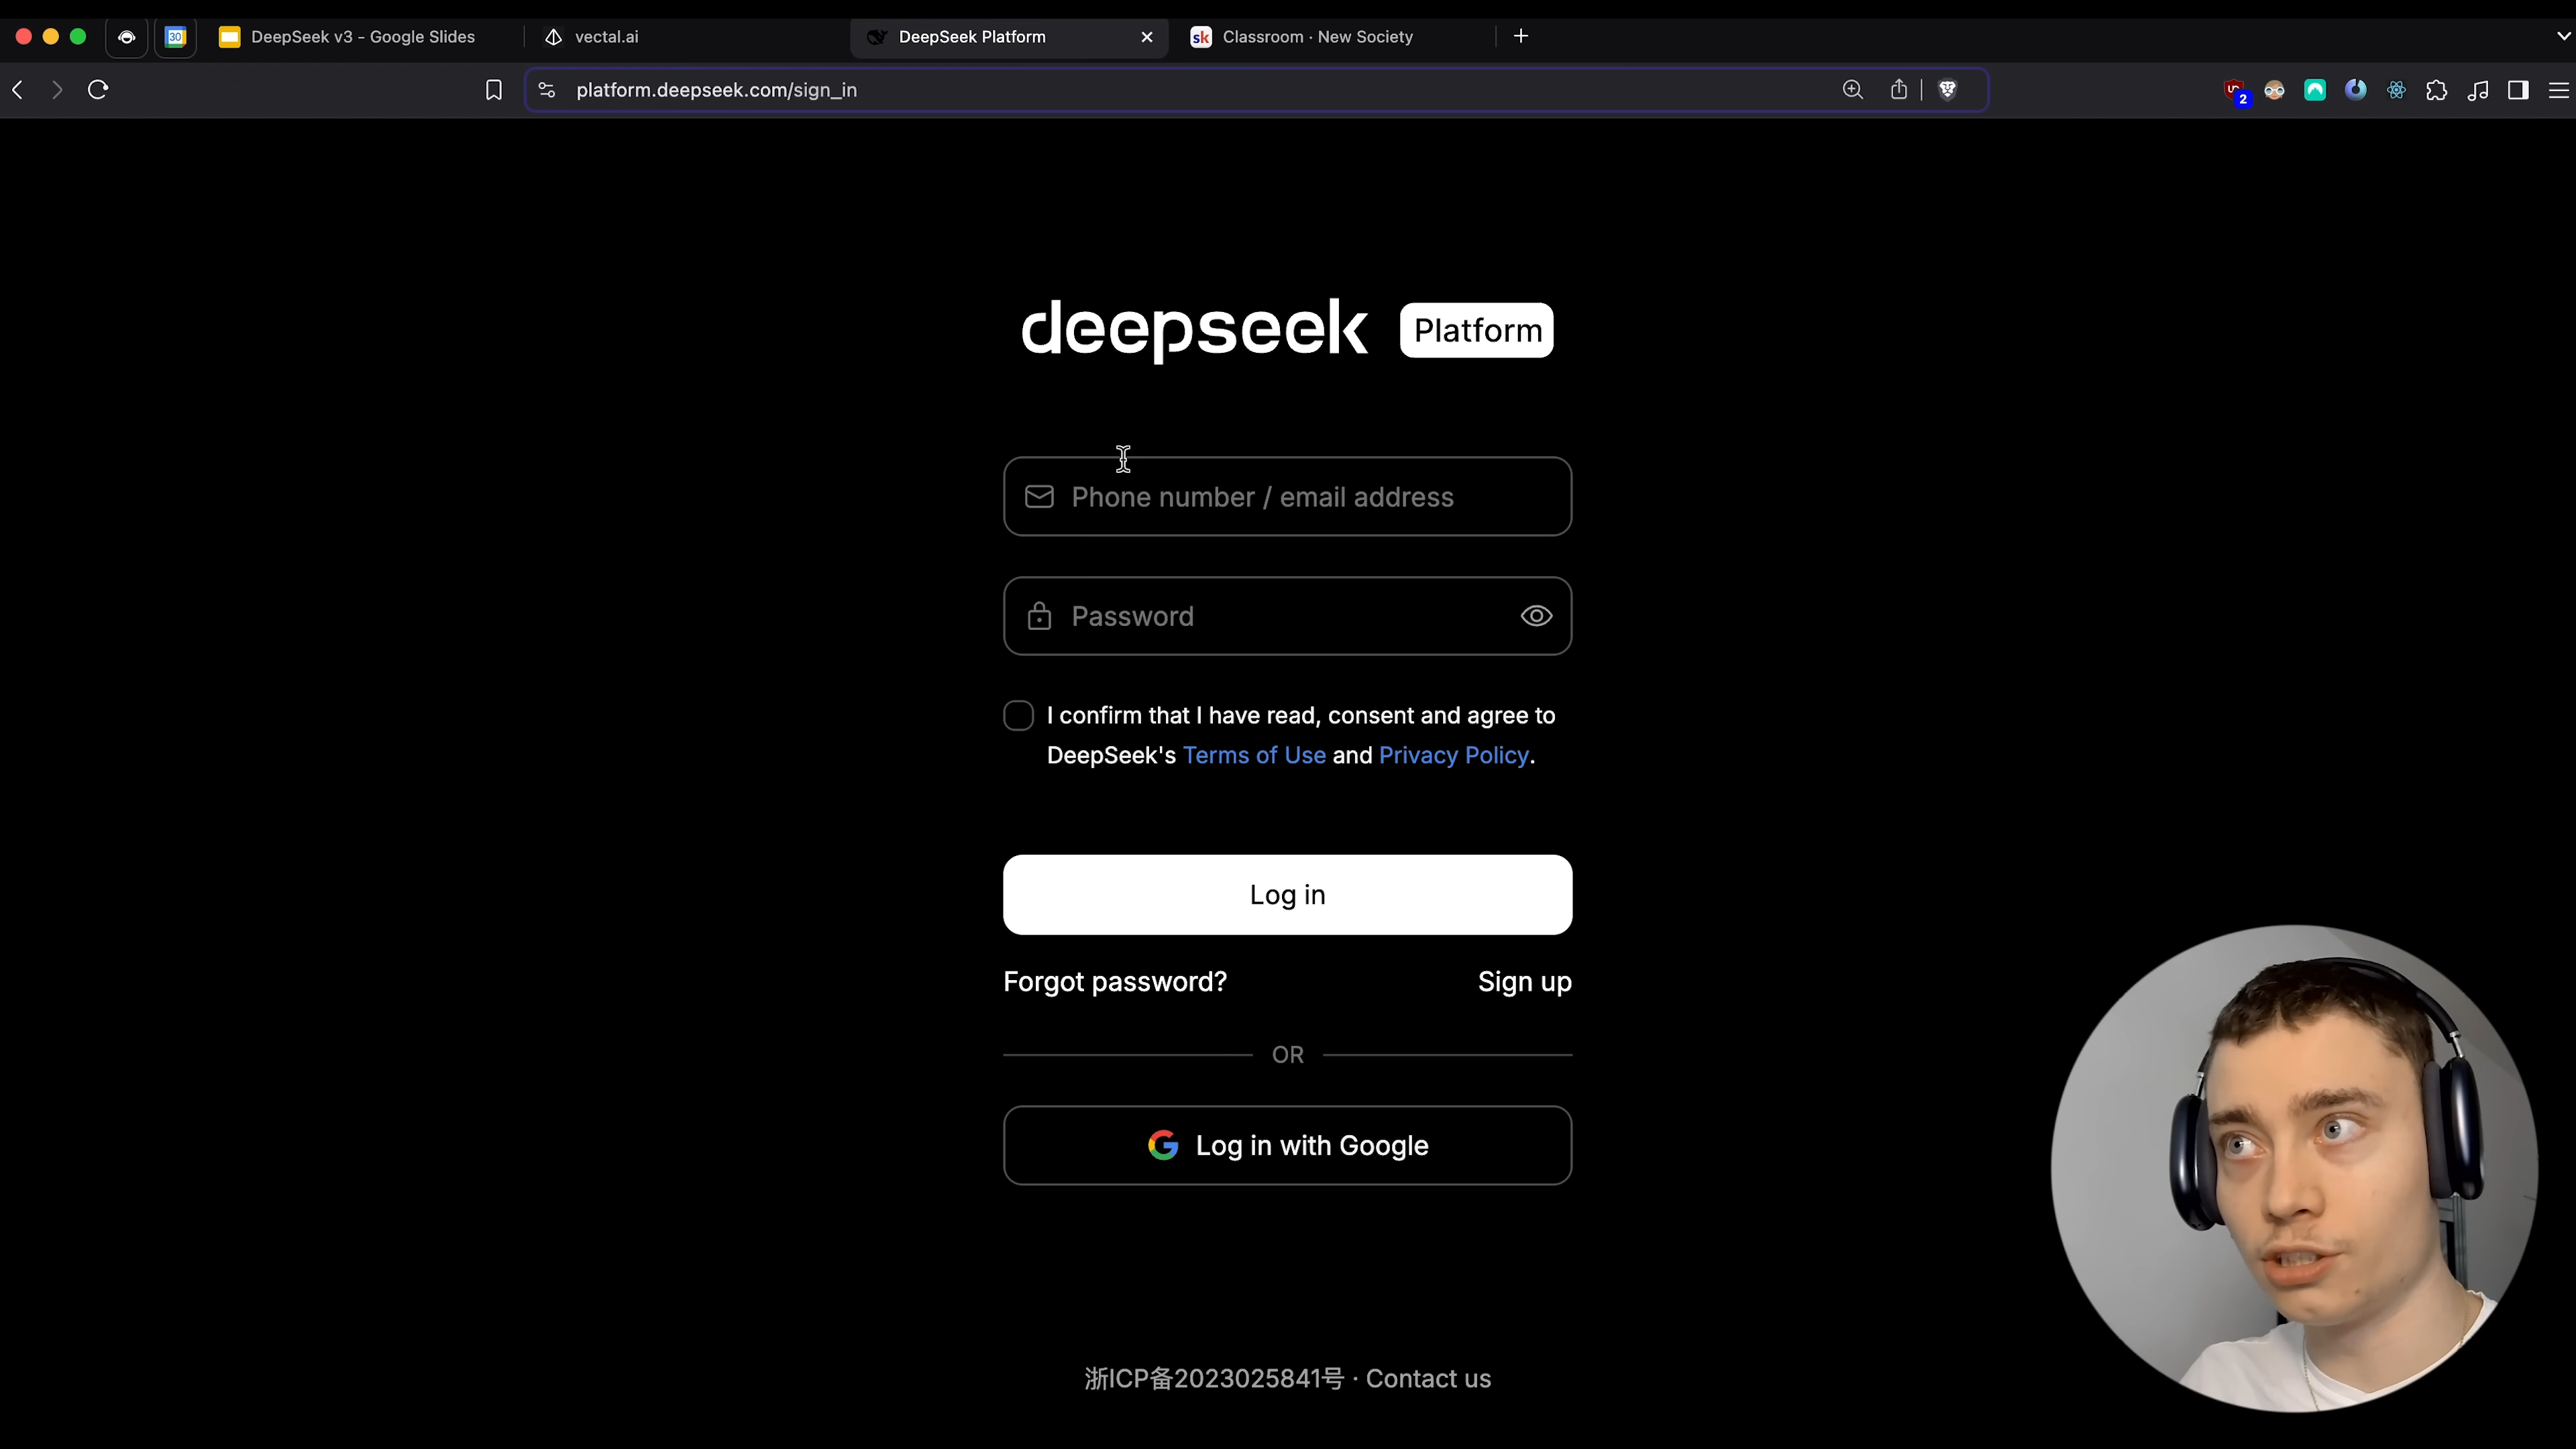 30
DeepSeek v3 - Google Slides
vectal.ai
DeepSeek Platform
sk
Classroom · New Society
platform.deepseek.com/sign_in
2
deepseek Platform
Phone number / email address
Password
I confirm that I have read, consent and agree to
DeepSeek's Terms of Use and Privacy Policy.
Log in
Forgot password?
Sign up
OR
Log in with Google
浙ICP备2023025841号 · Contact us